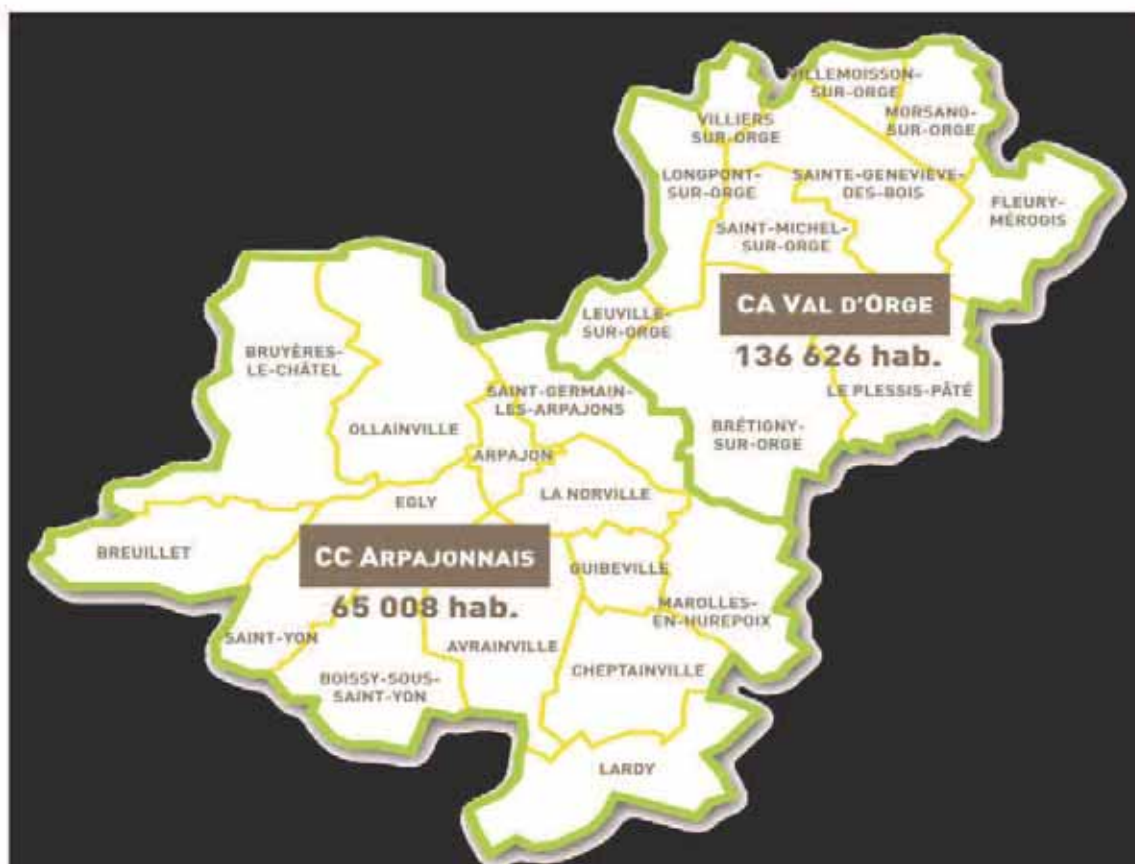 VILLEMOISSON-
SUR-ORGE
MORSANG-
SUR-ORGE
VILLIERS
SUR-ORGE
LONGPONT-
SUR-ORGE
SAINTE-GENEVIÈVE-
DES-BOIS
FLEURY-
MÉROGIS
SAINT-MICHEL-
SUR-ORGE
CA VAL D'ORGE
136 626 hab.
LEUVILLE-
SUR-ORGE
LE PLESSIS-PÂTÉ
BRÉTIGNY-
SUR-ORGE
BRUYÈRES-
LE-CHÂTEL
OLLAINVILLE
SAINT-GERMAIN-
LES-ARPAJONS
ARPAJON
LA NORVILLE
EGLY
BREUILLET
CC ARPAJONNAIS
65 008 hab.
GUIBEVILLE
MAROLLES-
EN-HUREPOIX
SAINT-YON
AVRAINVILLE
BOISSY-SOUS-
SAINT-YON
CHEPTAINVILLE
LARDY